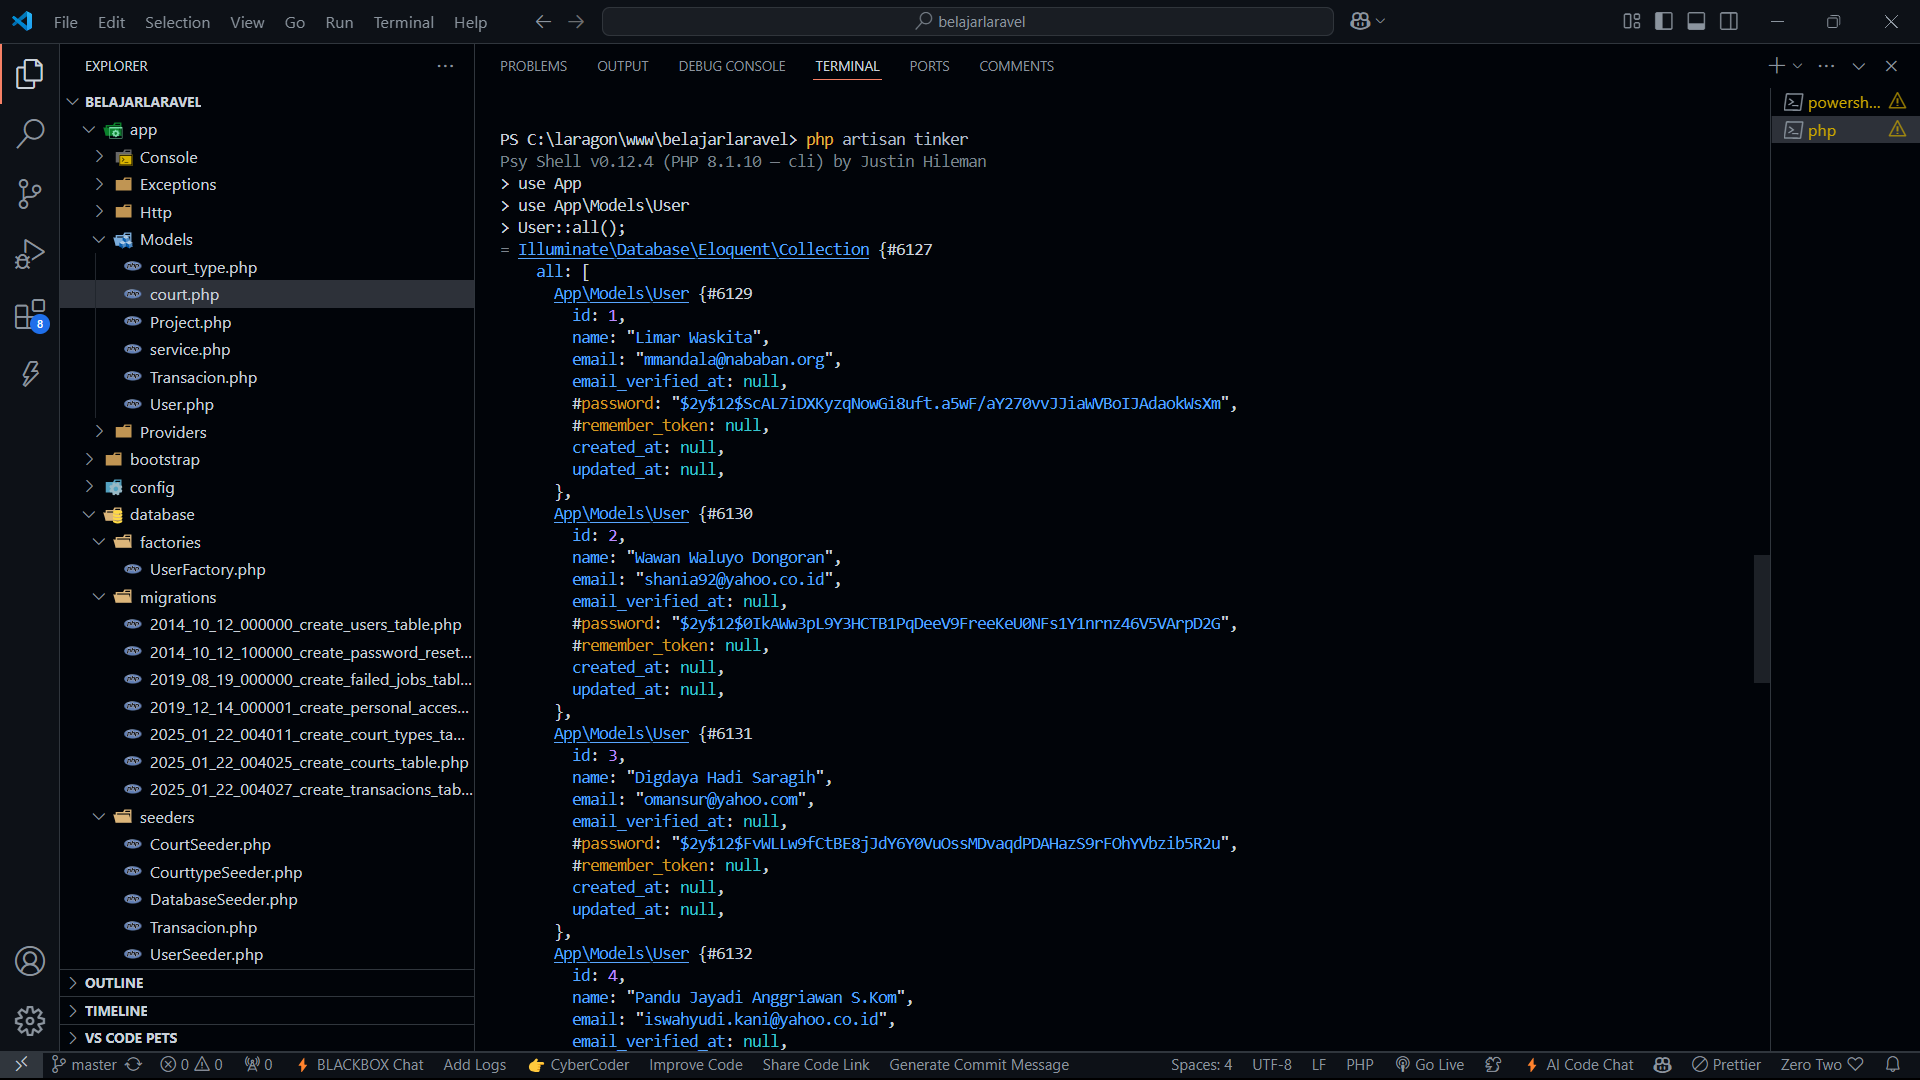 File Edit Selection View Go Run Terminal Help
belajarlaravel
EXPLORER
BELAJARLARAVEL
app
Console
Exceptions
Http
Models
court_type.php
court.php
Project.php
service.php
Transacion.php
User.php
Providers
bootstrap
config
database
factories
UserFactory.php
migrations
2014_10_12_000000_create_users_table.php
2014_10_12_100000_create_password_reset...
2019_08_19_000000_create_failed_jobs_tabl...
2019_12_14_000001_create_personal_acces...
2025_01_22_004011_create_court_types_ta...
2025_01_22_004025_create_courts_table.php
2025_01_22_004027_create_transacions_tab...
seeders
CourtSeeder.php
CourttypeSeeder.php
DatabaseSeeder.php
Transacion.php
UserSeeder.php
OUTLINE
TIMELINE
VS CODE PETS
8
PROBLEMS OUTPUT DEBUG CONSOLE TERMINAL PORTS COMMENTS
PS C:\laragon\www\belajarlaravel> php artisan tinker
Psy Shell v0.12.4 (PHP 8.1.10 — cli) by Justin Hileman
> use App
> use App\Models\User
> User::all();
= Illuminate\Database\Eloquent\Collection {#6127
all: [
App\Models\User {#6129
id: 1,
name: "Limar Waskita",
email: "mmandala@nababan.org",
email_verified_at: null,
#password: "$2y$12$ScAL7iDXKyzqNowGi8uft.a5wF/aY270vvJJiaWVBoIJAdaokWsXm",
#remember_token: null,
created_at: null,
updated_at: null,
},
App\Models\User {#6130
id: 2,
name: "Wawan Waluyo Dongoran",
email: "shania92@yahoo.co.id",
email_verified_at: null,
#password: "$2y$12$0IkAWw3pL9Y3HCTB1PqDeeV9FreeKeU0NFs1Y1nrnz46V5VArpD2G",
#remember_token: null,
created_at: null,
updated_at: null,
},
App\Models\User {#6131
id: 3,
name: "Digdaya Hadi Saragih",
email: "omansur@yahoo.com",
email_verified_at: null,
#password: "$2y$12$FvWLLw9fCtBE8jJdY6Y0VuOssMDvaqdPDAHazS9rFOhYVbzib5R2u",
#remember_token: null,
created_at: null,
updated_at: null,
},
App\Models\User {#6132
id: 4,
name: "Pandu Jayadi Anggriawan S.Kom",
email: "iswahyudi.kani@yahoo.co.id",
email_verified_at: null,
powersh...
php
master 0 0 0 BLACKBOX Chat Add Logs CyberCoder Improve Code Share Code Link Generate Commit Message Spaces: 4 UTF-8 LF PHP Go Live AI Code Chat Prettier Zero Two